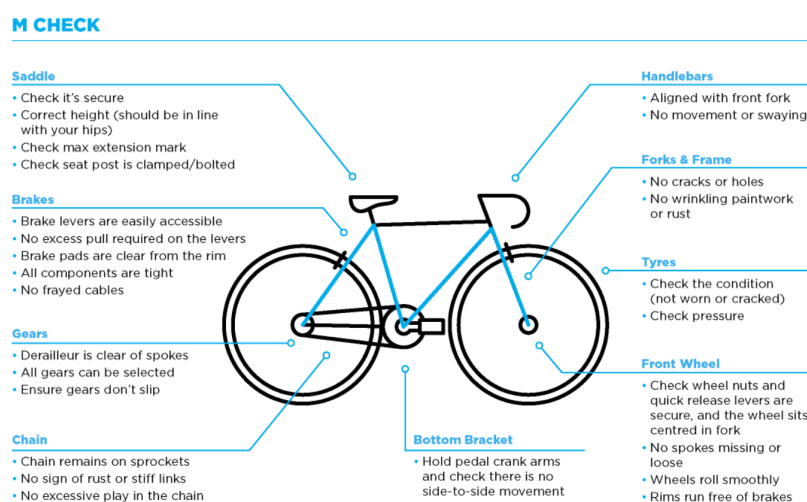 M CHECK
Saddle
• Check it's secure
• Correct height (should be in line
with your hips)
• Check max extension mark
• Check seat post is clamped/bolted
Brakes
• Brake levers are easily accessible
• No excess pull required on the levers
• Brake pads are clear from the rim
• All components are tight
• No frayed cables
Gears
• Derailleur is clear of spokes
• All gears can be selected
• Ensure gears don't slip
Chain
• Chain remains on sprockets
• No sign of rust or stiff links
• No excessive play in the chain
Bottom Bracket
• Hold pedal crank arms
and check there is no
side-to-side movement
Handlebars
• Aligned with front fork
• No movement or swaying
Forks & Frame
• No cracks or holes
• No wrinkling paintwork
or rust
Tyres
• Check the condition
(not worn or cracked)
• Check pressure
Front Wheel
• Check wheel nuts and
quick release levers are
secure, and the wheel sits
centred in fork
• No spokes missing or
loose
• Wheels roll smoothly
• Rims run free of brakes